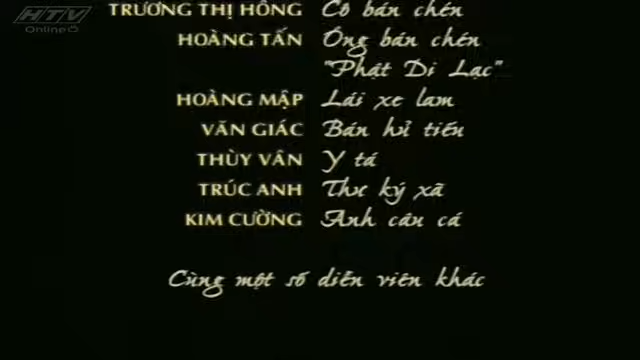 HTV
Online
TRƯƠNG THỊ HỒNG Cô bán chén
HOÀNG TẤN Ông bán chén
"Phật Di Lạc"
HOÀNG MẬP Lái xe lam
VĂN GIÁC Bán hỉ tiếu
THÙY VÂN Y tá
TRÚC ANH Thư ký xã
KIM CƯỜNG Anh câu cá
Cùng một số diễn viên khác